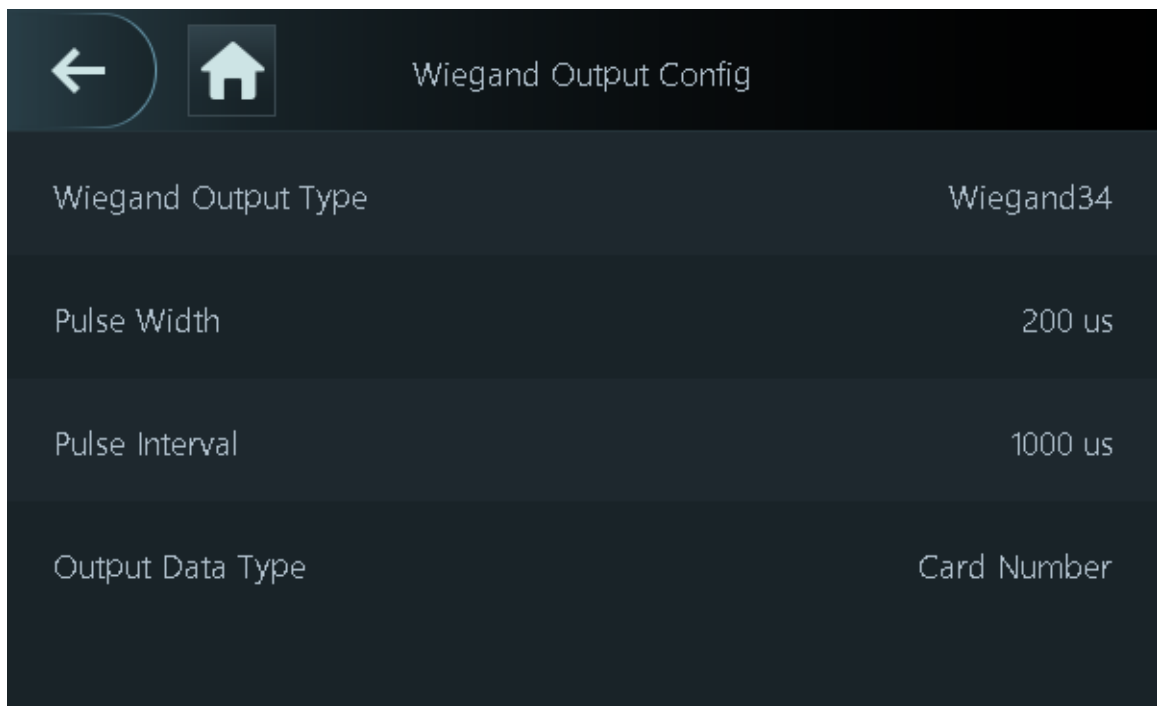 Wiegand Output Config
Wiegand Output Type Wiegand34
Pulse Width 200 us
Pulse Interval 1000 us
Output Data Type Card Number